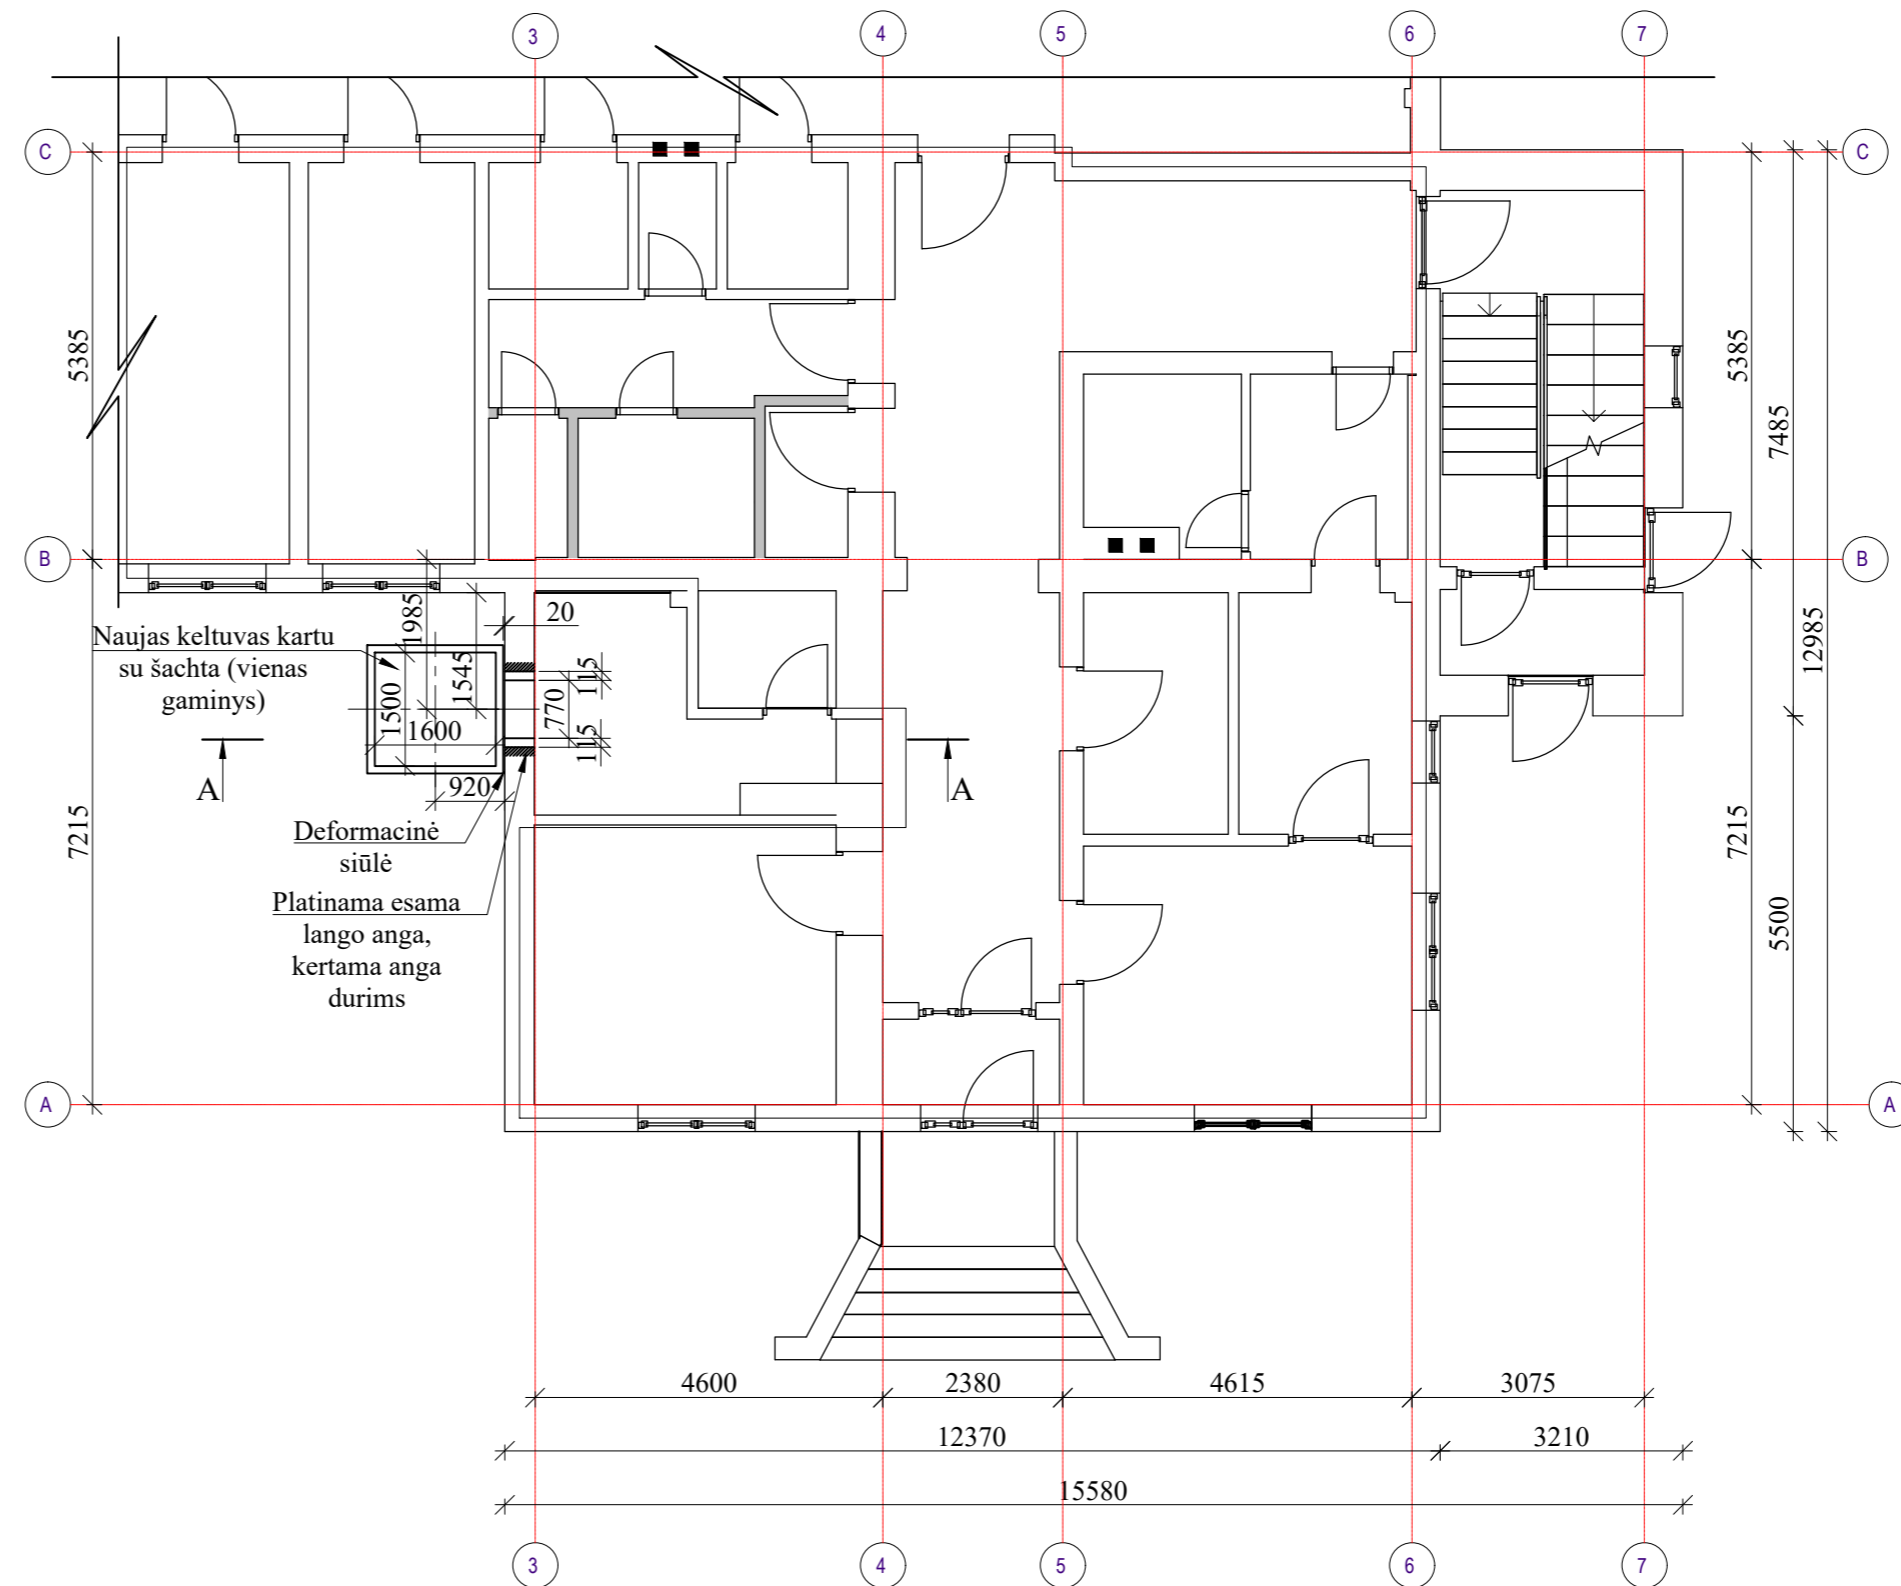 3
4
5
6
7
C
C
5385
5385
7485
12985
B
B
Naujas keltuvas kartu
su šachta (vienas
gaminys)
1985
1545
20
115
770
115
1500
1600
920
A
A
7215
7215
5500
Deformacinė
siūlė
Platinama esama
lango anga,
kertama anga
durims
A
A
4600
2380
4615
3075
12370
3210
15580
3
4
5
6
7